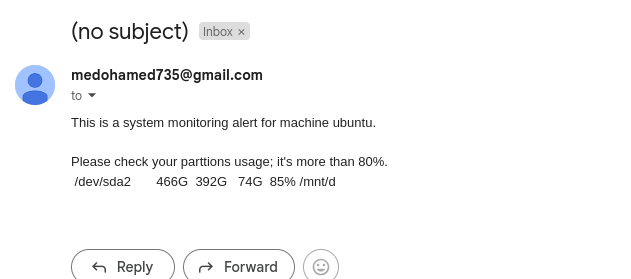 (no subject) Inbox ×
medohamed735@gmail.com
to
This is a system monitoring alert for machine ubuntu.
Please check your parttions usage; it's more than 80%.
/dev/sda2 466G 392G 74G 85% /mnt/d
Reply Forward